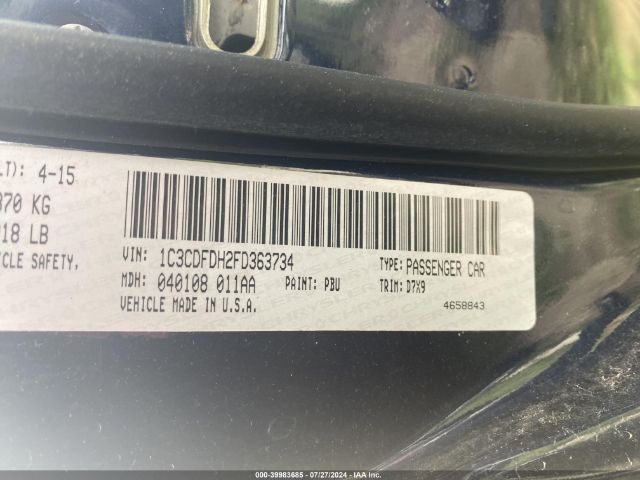 LT): 4-15
370 KG
018 LB
ICLE SAFETY,
VIN: 1C3CDFDH2FD363734
TYPE: PASSENGER CAR
MDH: 040108 011AA PAINT: PBU
TRIM: D7X9
VEHICLE MADE IN U.S.A.
4658843
000-39983685 - 07/27/2024 - IAA Inc.